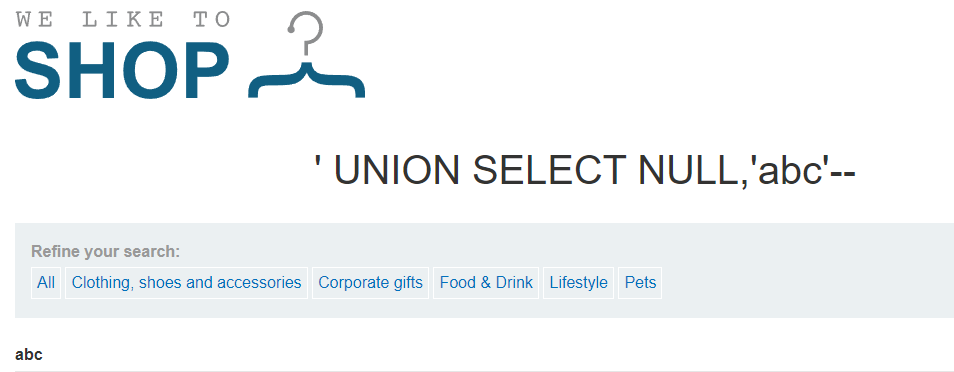 WE LIKE TO
SHOP
' UNION SELECT NULL,'abc'--
Refine your search:
All Clothing, shoes and accessories Corporate gifts Food & Drink Lifestyle Pets
abc